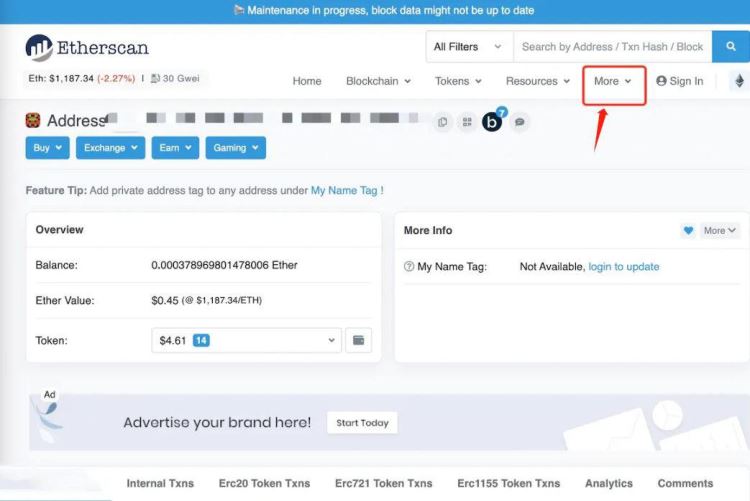 Maintenance in progress, block data might not be up to date
Etherscan
All Filters
Search by Address / Txn Hash / Block
Eth: $1,187.34 (-2.27%) | 30 Gwei
Home Blockchain Tokens Resources More Sign In
Address
b 7
Buy Exchange Earn Gaming
Feature Tip: Add private address tag to any address under My Name Tag !
Overview
Balance: 0.000378969801478006 Ether
Ether Value: $0.45 (@ $1,187.34/ETH)
Token: $4.61 14
More Info
More
My Name Tag: Not Available, login to update
Ad
Advertise your brand here! Start Today
Internal Txns Erc20 Token Txns Erc721 Token Txns Erc1155 Token Txns Analytics Comments